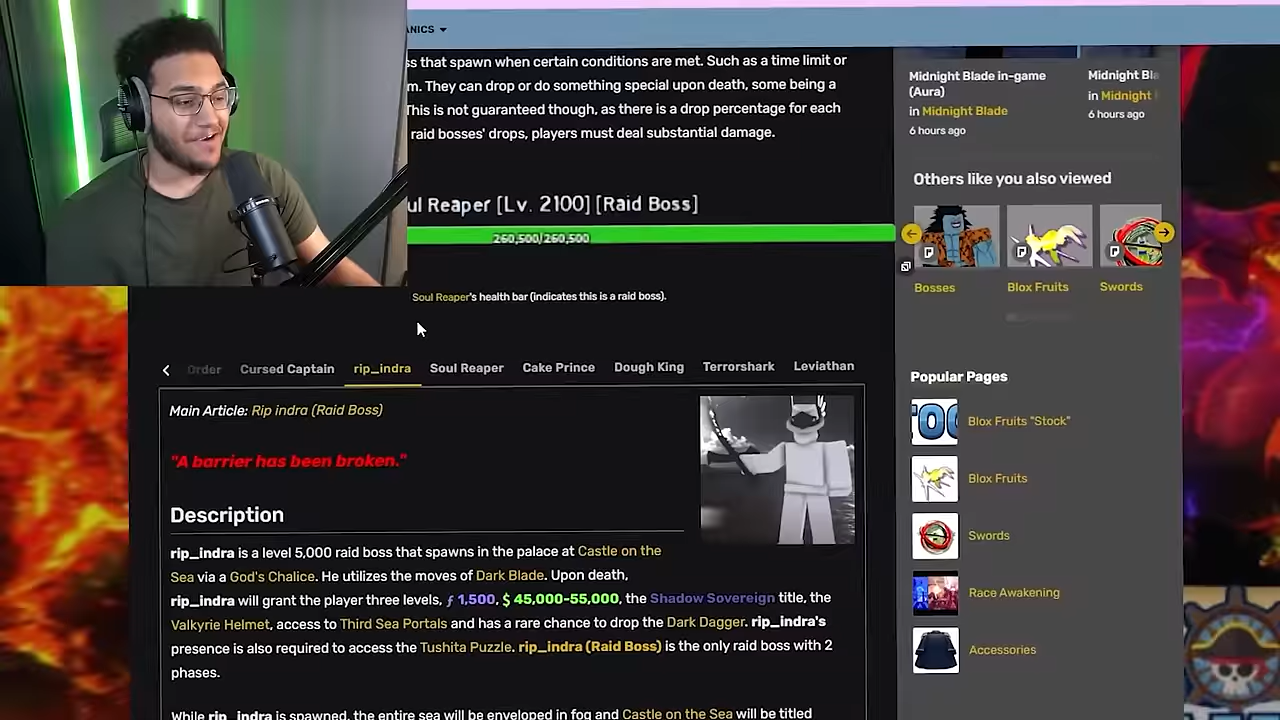 ANICS
ss that spawn when certain conditions are met. Such as a time limit or
m. They can drop or do something special upon death, some being a
This is not guaranteed though, as there is a drop percentage for each
raid bosses' drops, players must deal substantial damage.
ul Reaper [Lv. 2100] [Raid Boss]
260,500/260,500
Soul Reaper's health bar (indicates this is a raid boss).
Order Cursed Captain rip_indra Soul Reaper Cake Prince Dough King Terrorshark Leviathan
Main Article: Rip indra (Raid Boss)
"A barrier has been broken."
Description
rip_indra is a level 5,000 raid boss that spawns in the palace at Castle on the
Sea via a God's Chalice. He utilizes the moves of Dark Blade. Upon death,
rip_indra will grant the player three levels, ƒ 1,500, $ 45,000-55,000, the Shadow Sovereign title, the
Valkyrie Helmet, access to Third Sea Portals and has a rare chance to drop the Dark Dagger. rip_indra's
presence is also required to access the Tushita Puzzle. rip_indra (Raid Boss) is the only raid boss with 2
phases.
While rip_indra is spawned, the entire sea will be enveloped in fog and Castle on the Sea will be titled
Midnight Blade in-game
(Aura)
in Midnight Blade
6 hours ago
Midnight Bla
in Midnight
6 hours ago
Others like you also viewed
Bosses
Blox Fruits
Swords
Popular Pages
Blox Fruits "Stock"
Blox Fruits
Swords
Race Awakening
Accessories